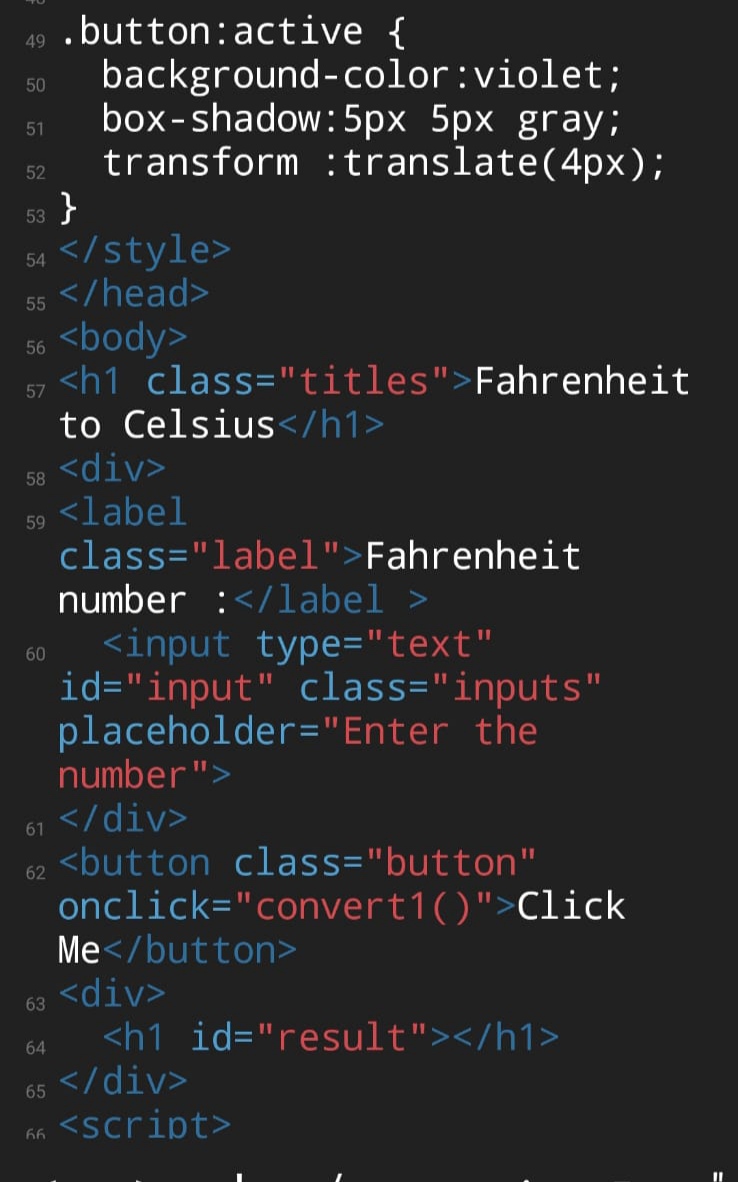 49 .button:active {
50 background-color:violet;
51 box-shadow:5px 5px gray;
52 transform :translate(4px);
53 }
54 </style>
55 </head>
56 <body>
57 <h1 class="titles">Fahrenheit
to Celsius</h1>
58 <div>
59 <label
class="label">Fahrenheit
number :</label >
60 <input type="text"
id="input" class="inputs"
placeholder="Enter the
number">
61 </div>
62 <button class="button"
onclick="convert1()">Click
Me</button>
63 <div>
64 <h1 id="result"></h1>
65 </div>
66 <script>